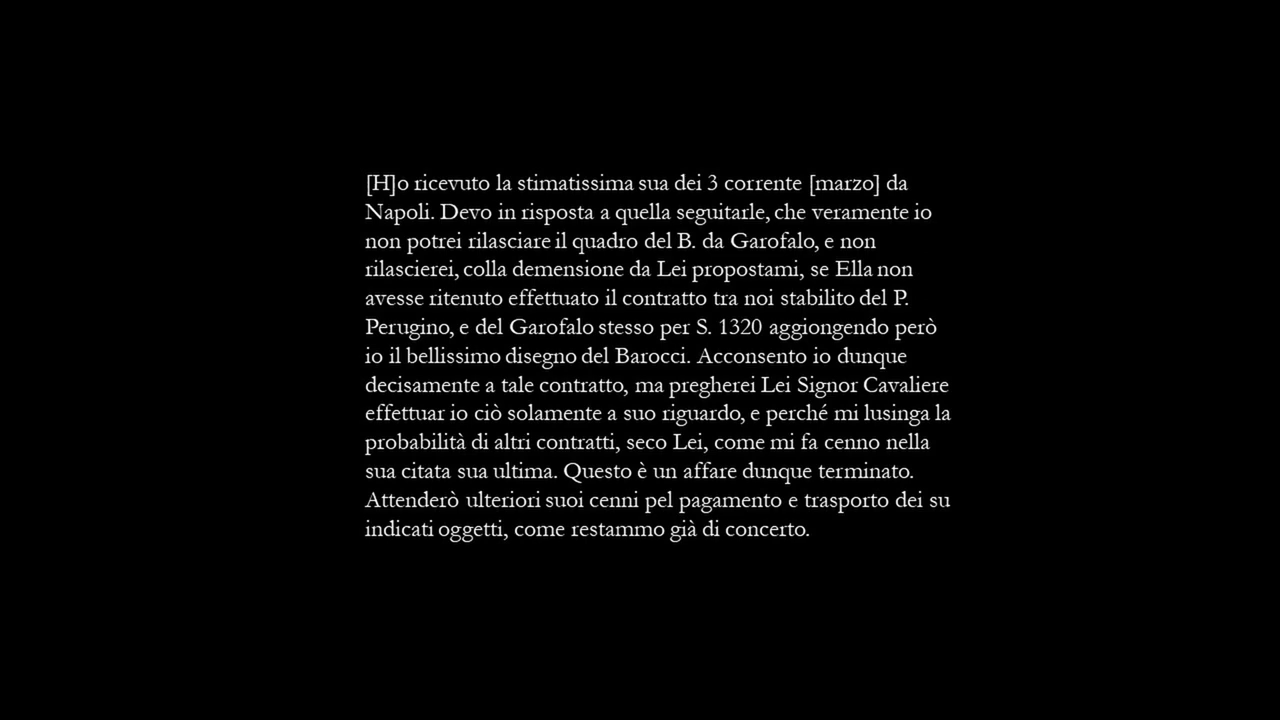 [H]o ricevuto la stimatissima sua dei 3 corrente [marzo] da
Napoli. Devo in risposta a quella seguitarle, che veramente io
non potrei rilasciare il quadro del B. da Garofalo, e non
rilascierei, colla demensione da Lei propostami, se Ella non
avesse ritenuto effettuato il contratto tra noi stabilito del P.
Perugino, e del Garofalo stesso per S. 1320 aggiongendo però
io il bellissimo disegno del Barocci. Acconsento io dunque
decisamente a tale contratto, ma pregherei Lei Signor Cavaliere
effettuar io ciò solamente a suo riguardo, e perché mi lusinga la
probabilità di altri contratti, seco Lei, come mi fa cenno nella
sua citata sua ultima. Questo è un affare dunque terminato.
Attenderò ulteriori suoi cenni pel pagamento e trasporto dei su
indicati oggetti, come restammo già di concerto.